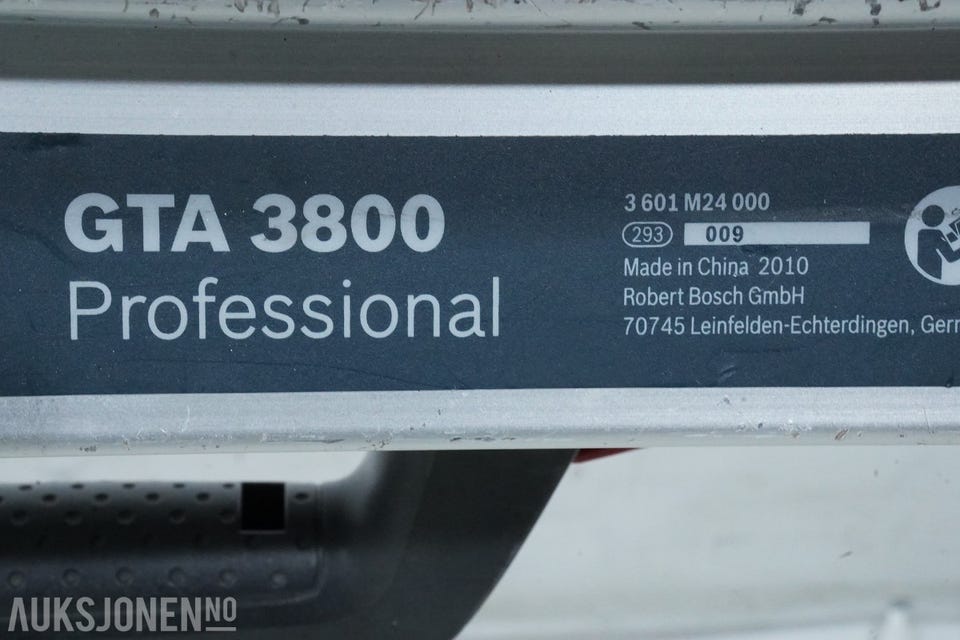 GTA 3800
Professional
3 601 M24 000
293 009
Made in China 2010
Robert Bosch GmbH
70745 Leinfelden-Echterdingen, Gerr
AUKSJONEN NO